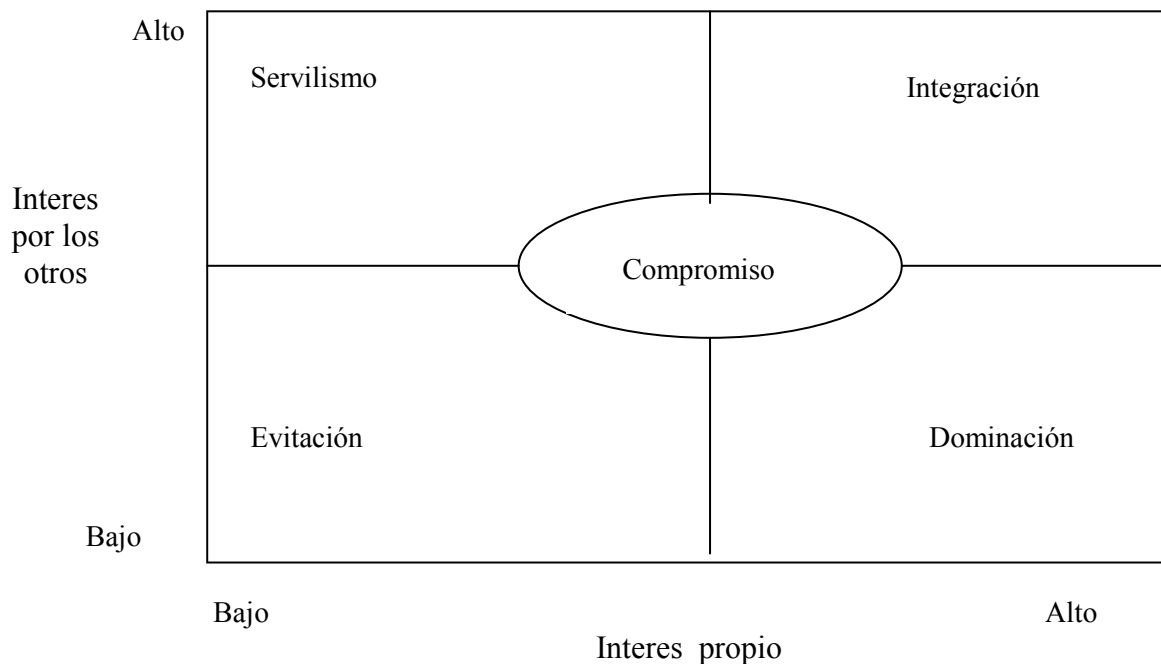 Alto
Servilismo
Integración
Interes
por los
otros
Compromiso
Evitación
Dominación
Bajo
Bajo
Alto
Interes propio